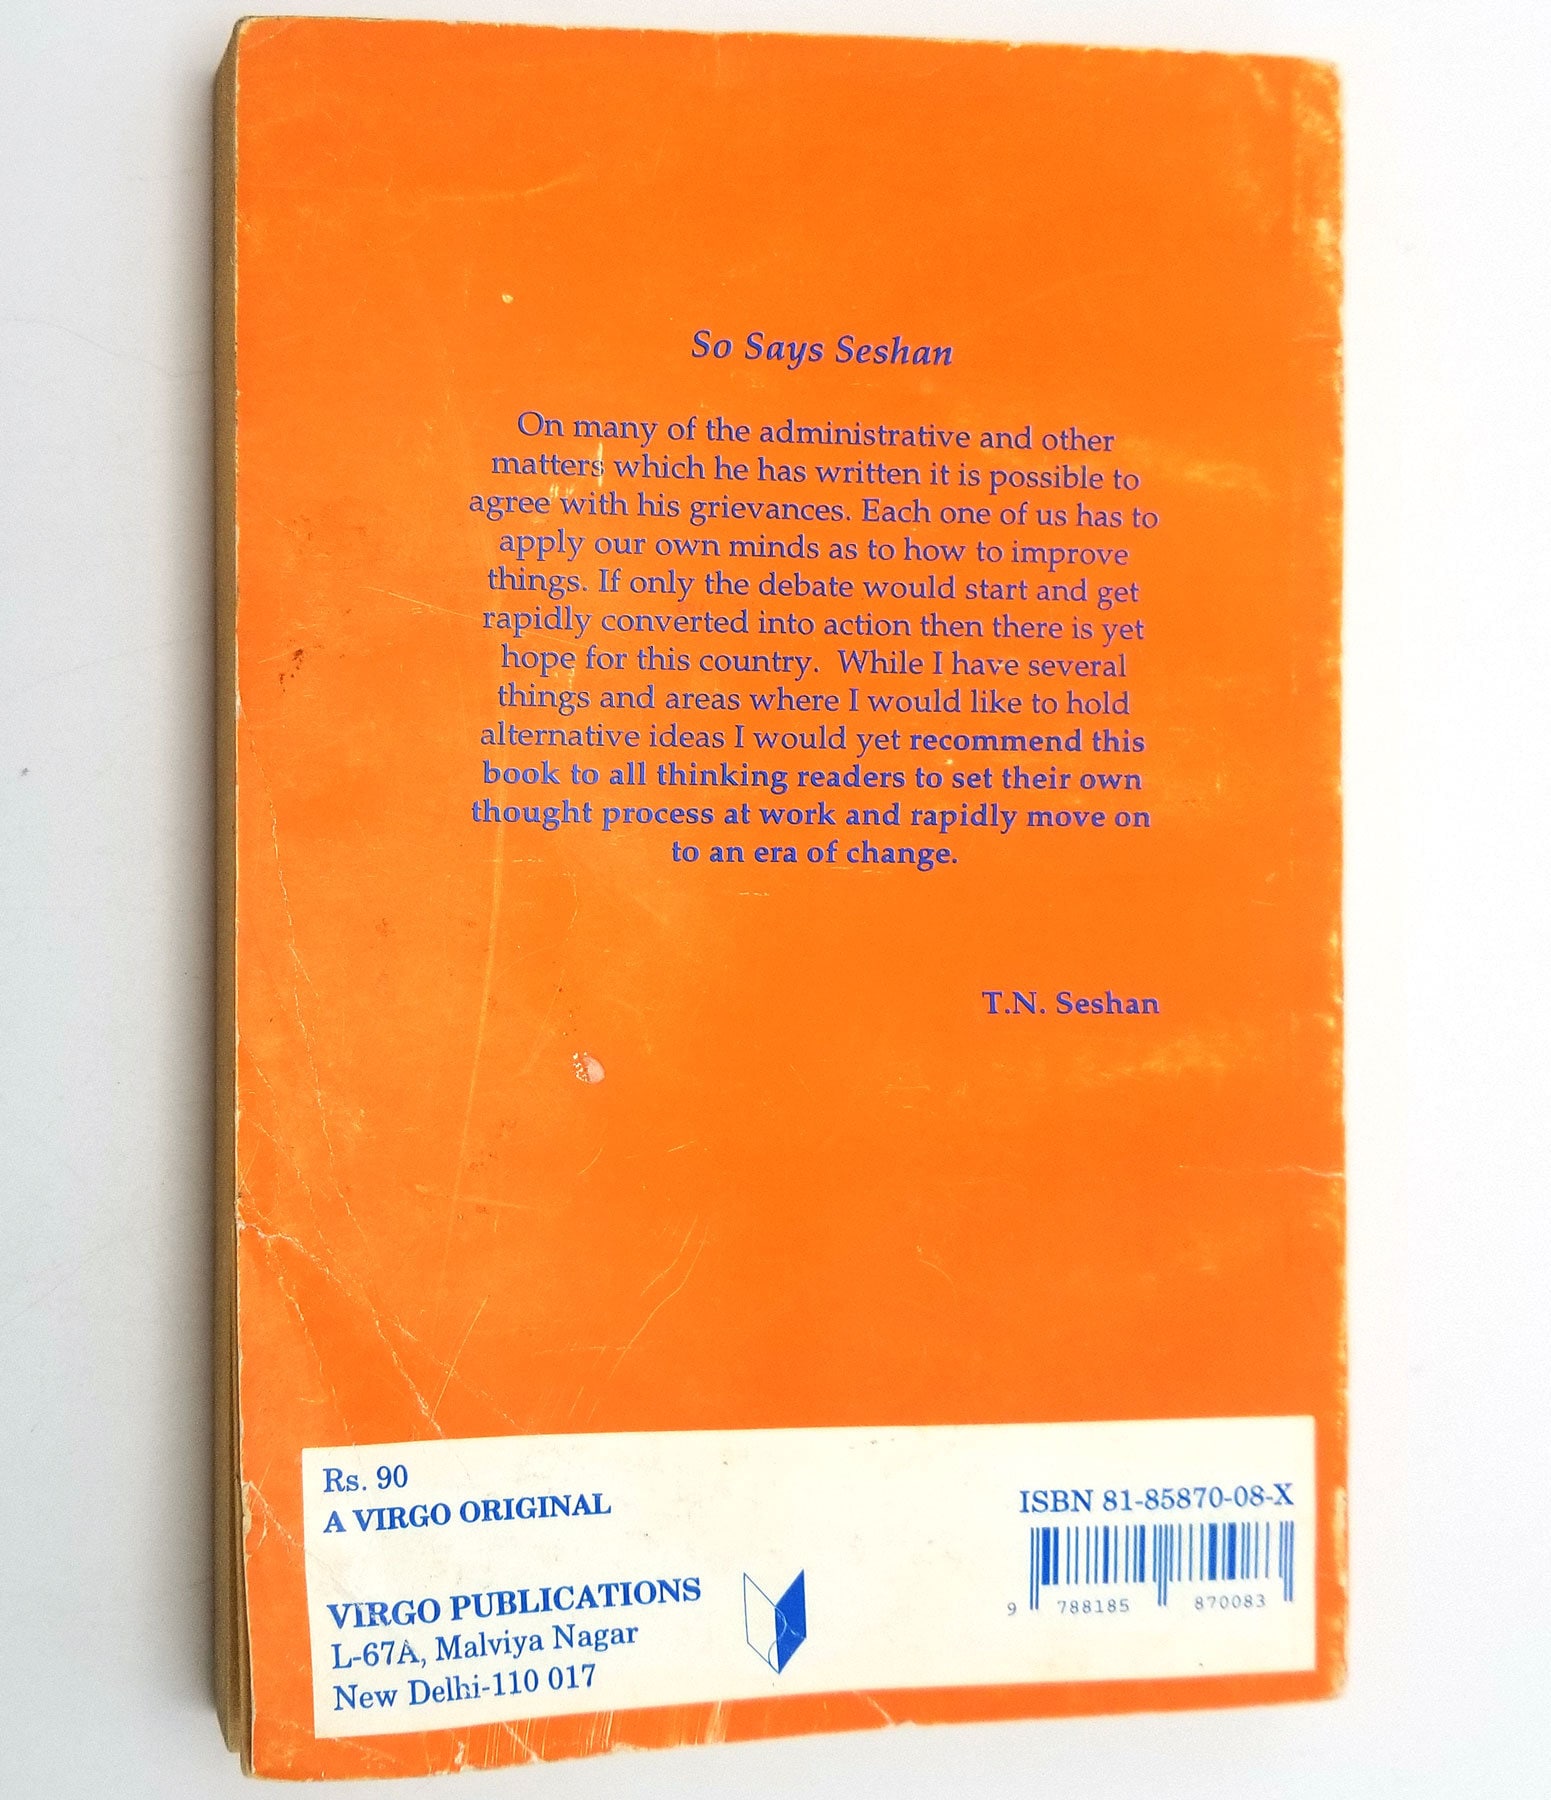 So Says Seshan
On many of the administrative and other
matters which he has written it is possible to
agree with his grievances. Each one of us has to
apply our own minds as to how to improve
things. If only the debate would start and get
rapidly converted into action then there is yet
hope for this country. While I have several
things and areas where I would like to hold
alternative ideas I would yet recommend this
book to all thinking readers to set their own
thought process at work and rapidly move on
to an era of change.
T.N. Seshan
Rs. 90
A VIRGO ORIGINAL
VIRGO PUBLICATIONS
L-67A, Malviya Nagar
New Delhi-110 017
ISBN 81-85870-08-X
9 788185 870083